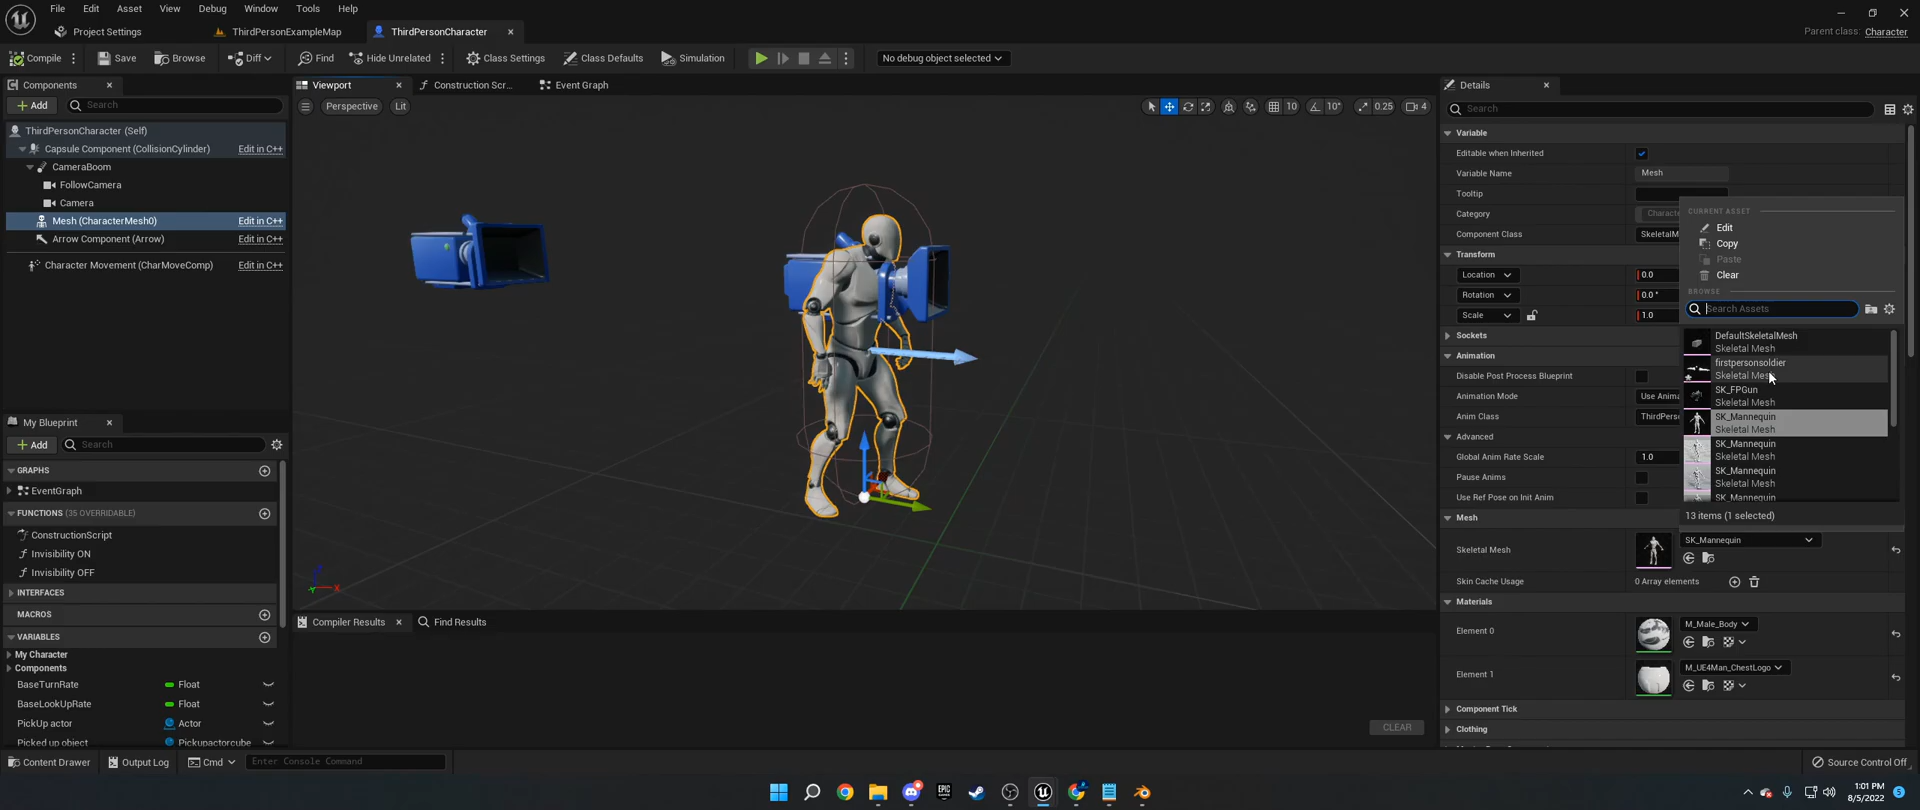 File Edit Asset View Debug Window Tools Help
Project Settings ThirdPersonExampleMap ThirdPersonCharacter
Parent class: Character
Compile Save Browse Diff Find Hide Unrelated Class Settings Class Defaults Simulation No debug object selected
Components
Add Search
ThirdPersonCharacter (Self)
Capsule Component (CollisionCylinder) Edit in C++
CameraBoom
FollowCamera
Camera
Mesh (CharacterMesh0) Edit in C++
Arrow Component (Arrow) Edit in C++
Character Movement (CharMoveComp) Edit in C++
My Blueprint
Add Search
GRAPHS
EventGraph
FUNCTIONS (35 OVERRIDABLE)
ConstructionScript
Invisibility ON
Invisibility OFF
INTERFACES
MACROS
VARIABLES
My Character
Components
BaseTurnRate Float
BaseLookUpRate Float
PickUp actor Actor
Picked up object Pickupactorcube
Viewport Construction Scr... Event Graph
Perspective Lit
10 10° 0.25 4
X
Compiler Results Find Results
CLEAR
Details
Search
Variable
Editable when Inherited
Variable Name Mesh
Tooltip
Category
Component Class
Transform
Location 0.0
Rotation 0.0 °
Scale 1.0
Sockets
Animation
Disable Post Process Blueprint
Animation Mode Use Anima
Anim Class ThirdPers
Advanced
Global Anim Rate Scale 1.0
Pause Anims
Use Ref Pose on Init Anim
Mesh
Skeletal Mesh SK_Mannequin
Skin Cache Usage 0 Array elements
Materials
Element 0 M_Male_Body
Element 1 M_UE4Man_ChestLogo
Component Tick
Clothing
CURRENT ASSET
Edit
Copy
Paste
Clear
BROWSE
Search Assets
DefaultSkeletalMesh
Skeletal Mesh
firstpersonsoldier
Skeletal Mesh
SK_FPGun
Skeletal Mesh
SK_Mannequin
Skeletal Mesh
SK_Mannequin
Skeletal Mesh
SK_Mannequin
Skeletal Mesh
SK_Mannequin
13 items (1 selected)
Content Drawer Output Log Cmd Enter Console Command
Source Control Off
1:01 PM
8/5/2022